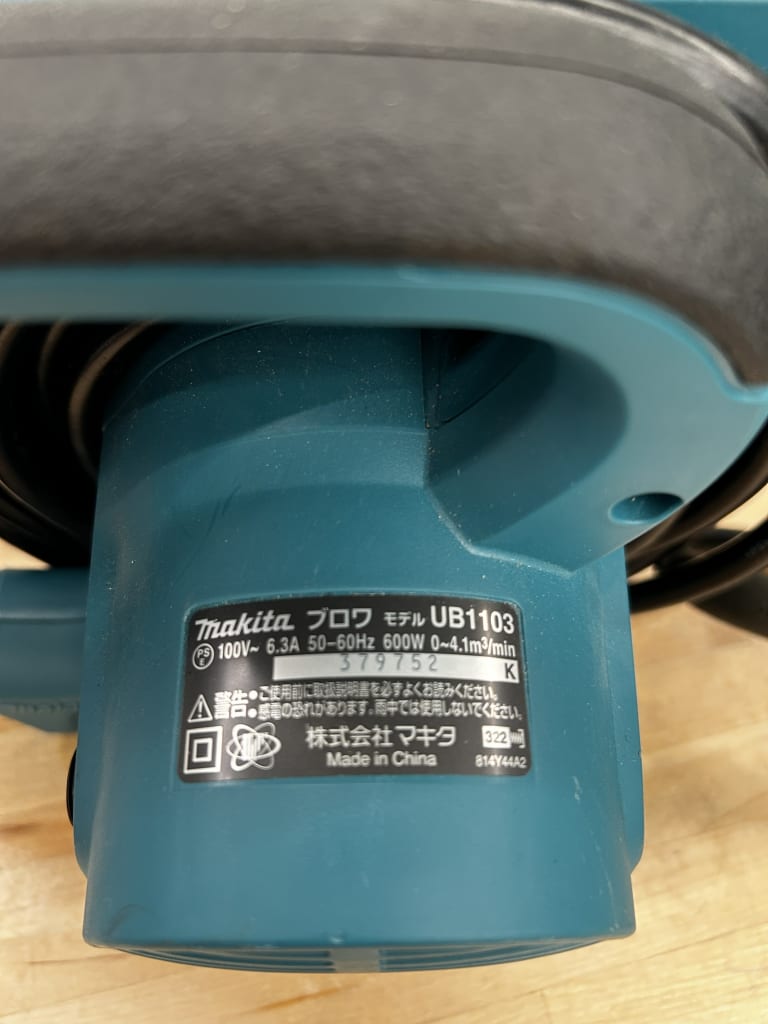 makita ブロワ モデル UB1103
PS E 100V~ 6.3A 50-60Hz 600W 0~4.1m³/min
379752 K
警告:ご使用前に取扱説明書を必ずよくお読みください。
感電の恐れがあります。雨中では使用しないでください。
株式会社マキタ 322
Made in China 814Y44A2